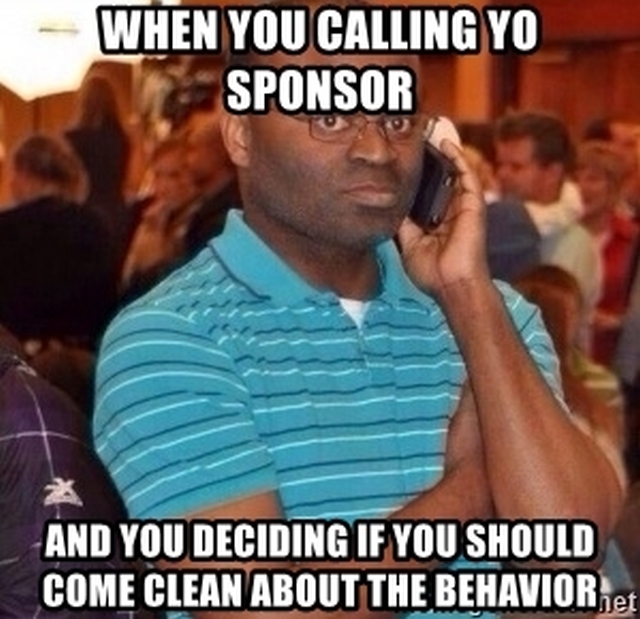 WHEN YOU CALLING YO
SPONSOR
AND YOU DECIDING IF YOU SHOULD
COME CLEAN ABOUT THE BEHAVIOR